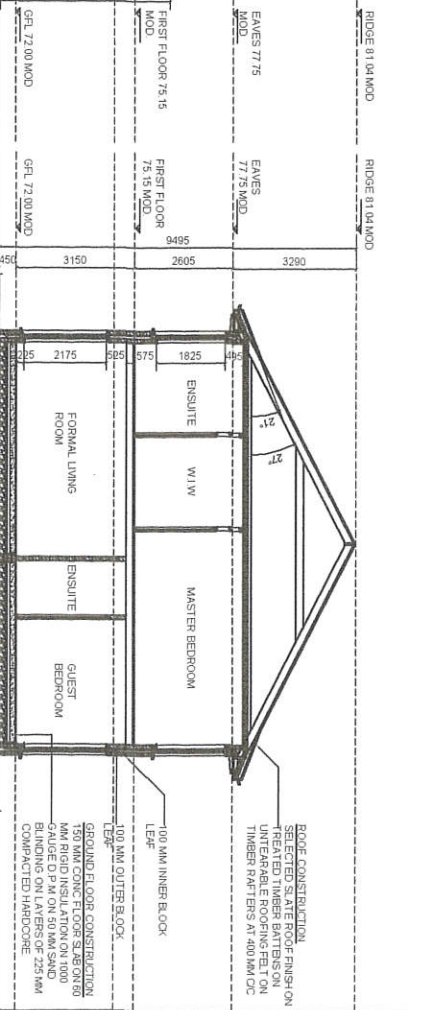 RIDGE 81.04 MOD
RIDGE 81.04 MOD
EAVES 77.75
MOD
EAVES
77.75 MOD
FIRST FLOOR 75.15
MOD
FIRST FLOOR
75.15 MOD
GFL 72.00 MOD
GFL 72.00 MOD
9495
3290
2605
3150
450
495
1825
575
525
2175
225
21°
27°
ENSUITE
W.I.W
MASTER BEDROOM
FORMAL LIVING
ROOM
ENSUITE
GUEST
BEDROOM
ROOF CONSTRUCTION
SELECTED SLATE ROOF FINISH ON
TREATED TIMBER BATTENS ON
UNTEARABLE ROOFING FELT ON
TIMBER RAFTERS AT 400 MM C/C
100 MM INNER BLOCK
LEAF
100 MM OUTER BLOCK
LEAF
GROUND FLOOR CONSTRUCTION
150 MM CONC FLOOR SLAB ON 60
MM RIGID INSULATION ON 1000
GAUGE D.P.M ON 50 MM SAND
BLINDING ON LAYERS OF 225 MM
COMPACTED HARDCORE